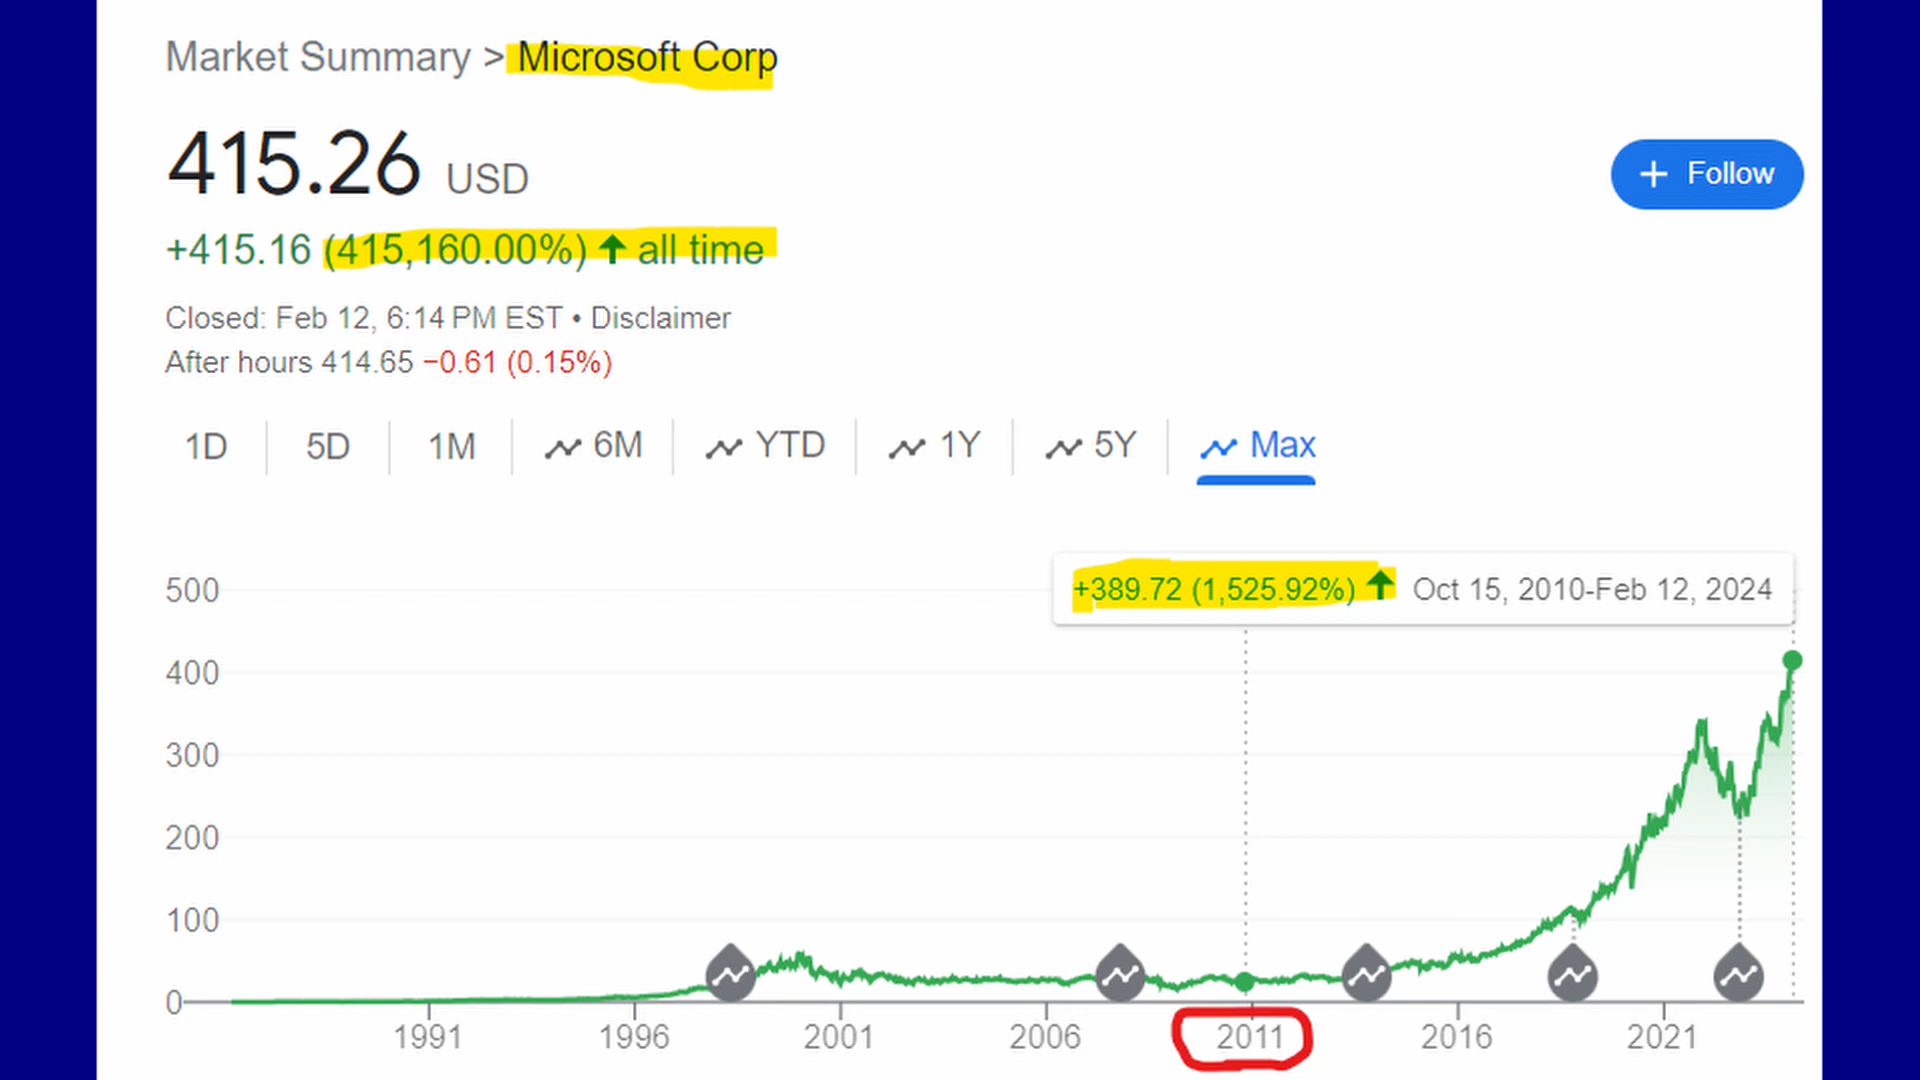 Market Summary > Microsoft Corp
415.26 USD
+ Follow
+415.16 (415,160.00%) ↑ all time
Closed: Feb 12, 6:14 PM EST • Disclaimer
After hours 414.65 −0.61 (0.15%)
1D 5D 1M 6M YTD 1Y 5Y Max
+389.72 (1,525.92%) ↑ Oct 15, 2010-Feb 12, 2024
500
400
300
200
100
0
1991 1996 2001 2006 2011 2016 2021